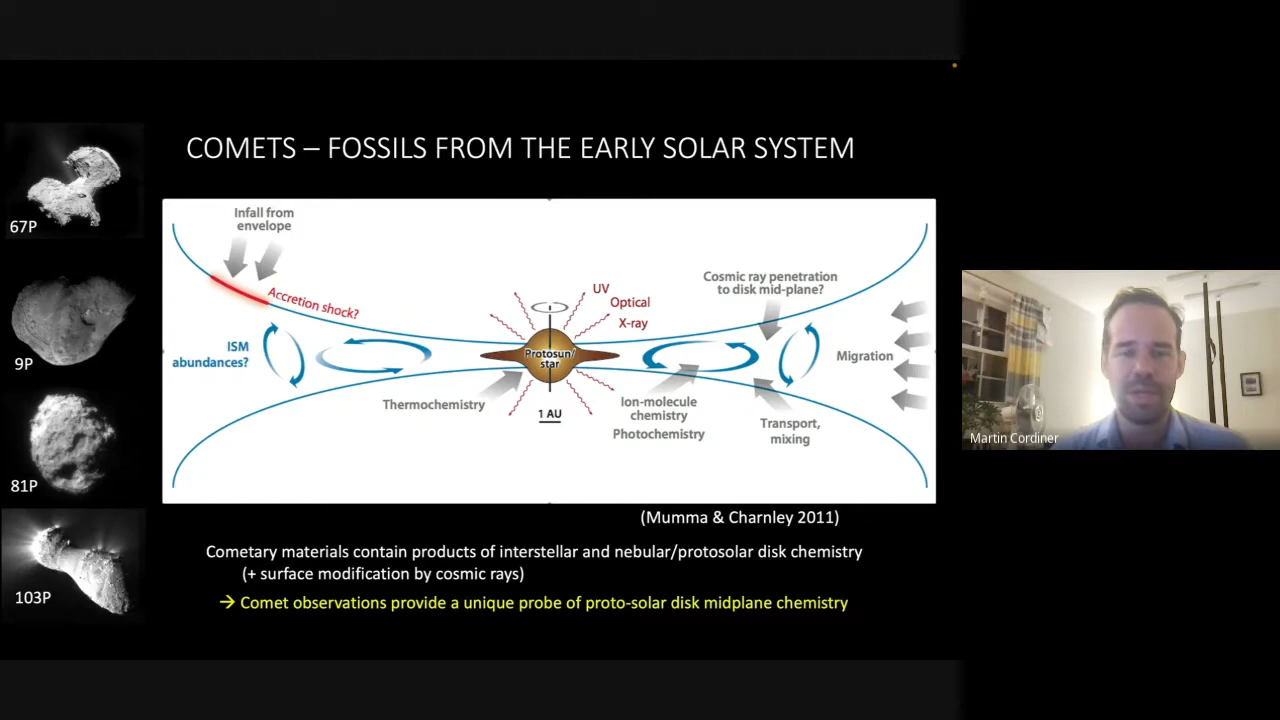 COMETS – FOSSILS FROM THE EARLY SOLAR SYSTEM
67P
9P
81P
103P
Infall from
envelope
Accretion shock?
ISM
abundances?
Thermochemistry
Protosun/
star
1 AU
UV
Optical
X-ray
Cosmic ray penetration
to disk mid-plane?
Ion-molecule
chemistry
Photochemistry
Transport,
mixing
Migration
(Mumma & Charnley 2011)
Cometary materials contain products of interstellar and nebular/protosolar disk chemistry
(+ surface modification by cosmic rays)
→ Comet observations provide a unique probe of proto-solar disk midplane chemistry
Martin Cordiner